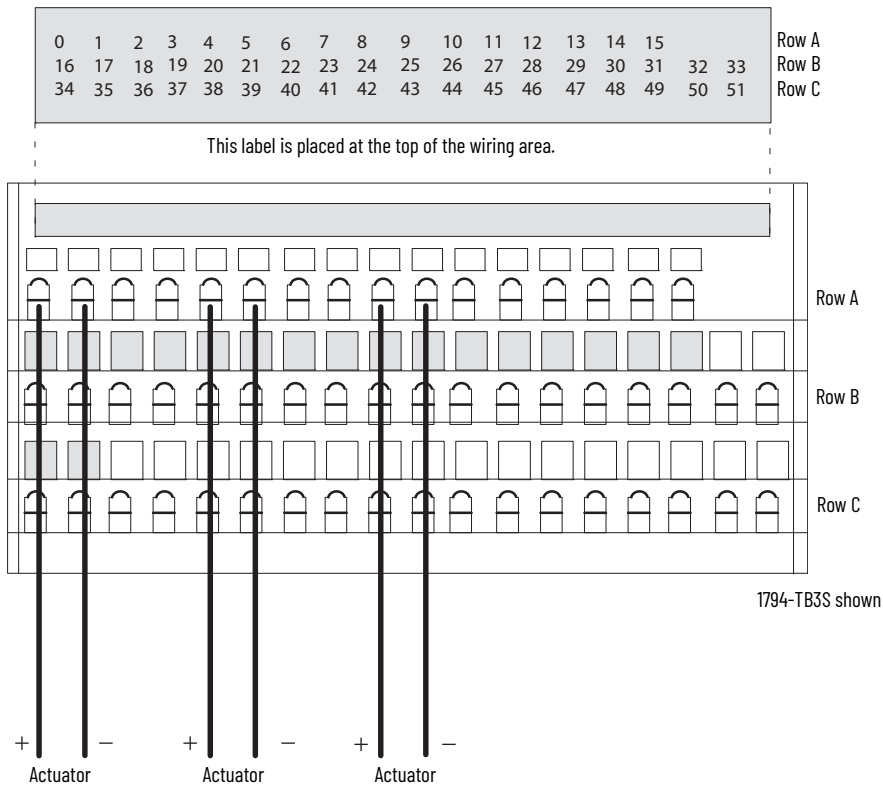 0 1 2 3 4 5 6 7 8 9 10 11 12 13 14 15 Row A
16 17 18 19 20 21 22 23 24 25 26 27 28 29 30 31 32 33 Row B
34 35 36 37 38 39 40 41 42 43 44 45 46 47 48 49 50 51 Row C
This label is placed at the top of the wiring area.
Row A
Row B
Row C
1794-TB3S shown
+ − + − + −
Actuator Actuator Actuator